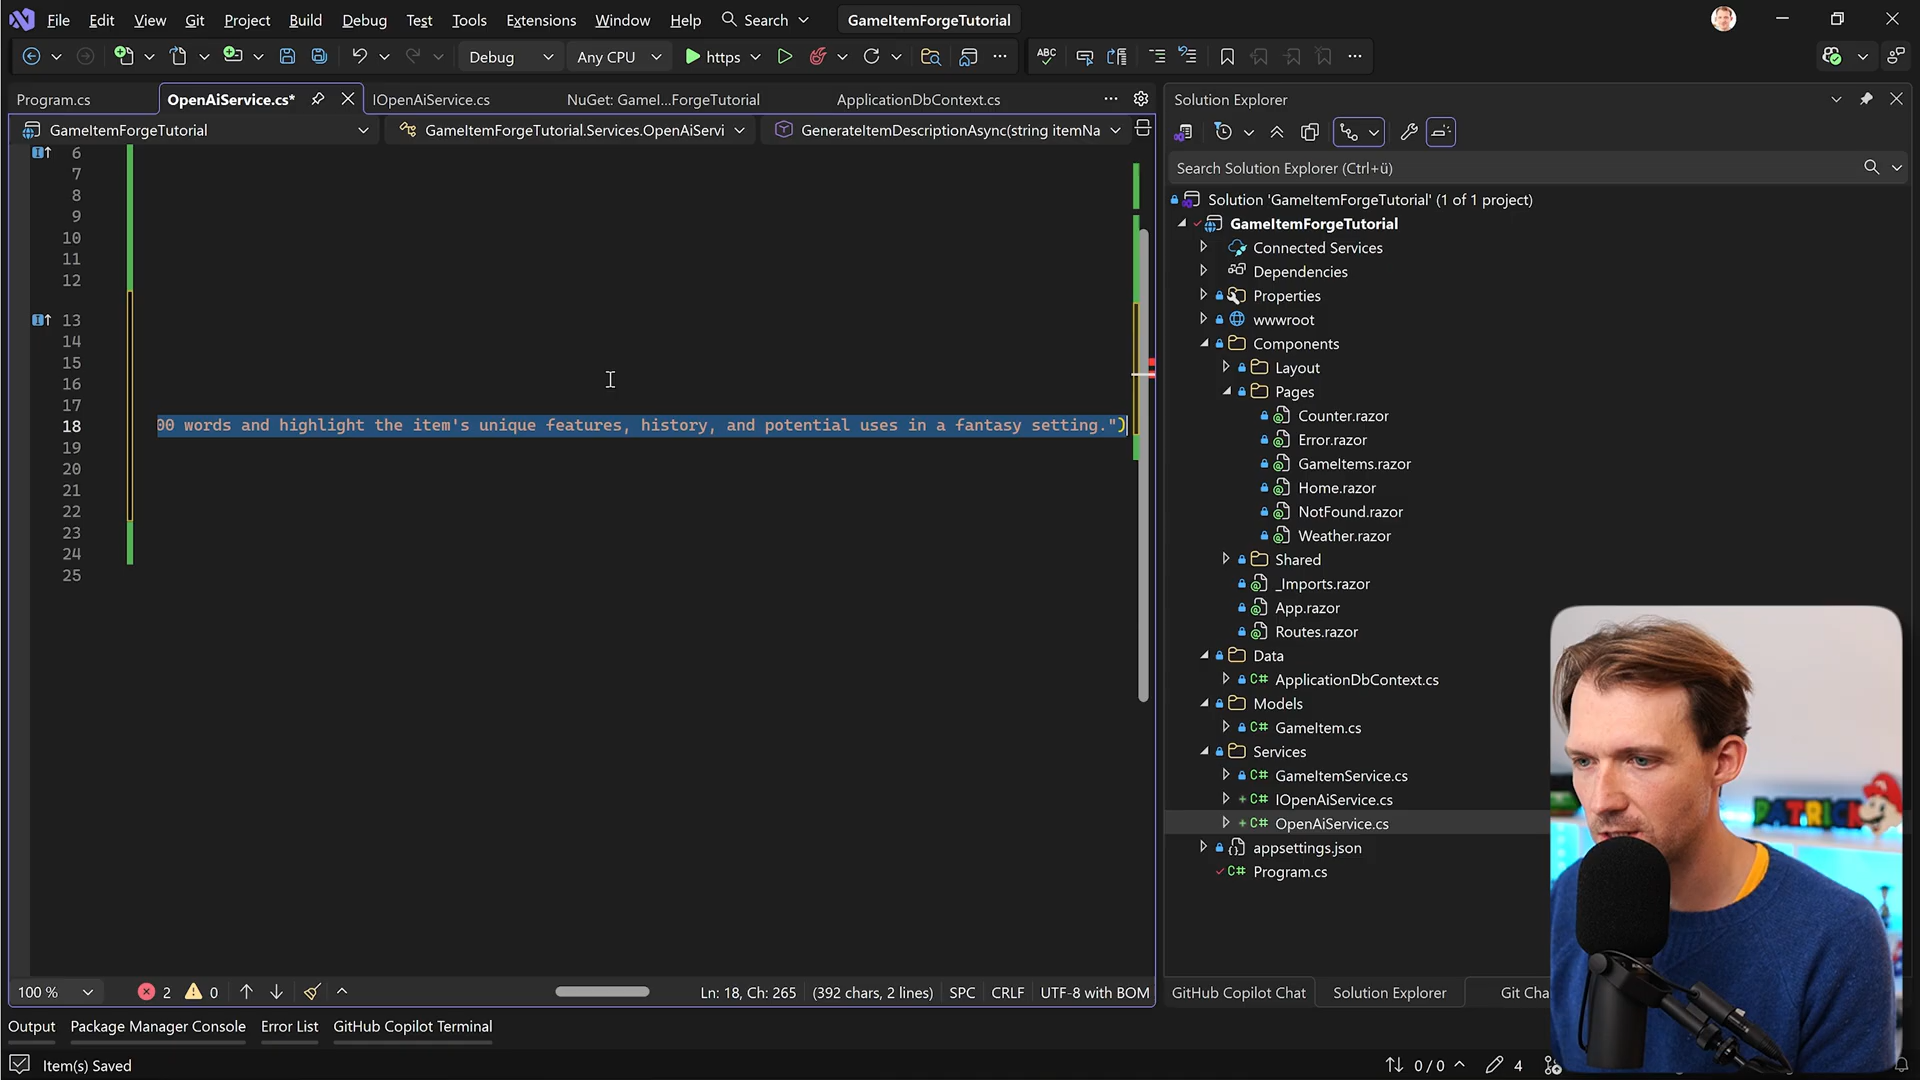 File Edit View Git Project Build Debug Test Tools Extensions Window Help Search GameItemForgeTutorial
Debug Any CPU https
Program.cs OpenAiService.cs* IOpenAiService.cs NuGet: GameI...ForgeTutorial ApplicationDbContext.cs
GameItemForgeTutorial GameItemForgeTutorial.Services.OpenAiServi GenerateItemDescriptionAsync(string itemNa
6
7
8
9
10
11
12
13
14
15
16
17
18 00 words and highlight the item's unique features, history, and potential uses in a fantasy setting.")
19
20
21
22
23
24
25
100 % 2 0 Ln: 18, Ch: 265 (392 chars, 2 lines) SPC CRLF UTF-8 with BOM
Solution Explorer
Search Solution Explorer (Ctrl+ü)
Solution 'GameItemForgeTutorial' (1 of 1 project)
GameItemForgeTutorial
Connected Services
Dependencies
Properties
wwwroot
Components
Layout
Pages
Counter.razor
Error.razor
GameItems.razor
Home.razor
NotFound.razor
Weather.razor
Shared
_Imports.razor
App.razor
Routes.razor
Data
ApplicationDbContext.cs
Models
GameItem.cs
Services
GameItemService.cs
IOpenAiService.cs
OpenAiService.cs
appsettings.json
Program.cs
GitHub Copilot Chat Solution Explorer Git Cha
PATRICK
Output Package Manager Console Error List GitHub Copilot Terminal
Item(s) Saved 0 / 0 4